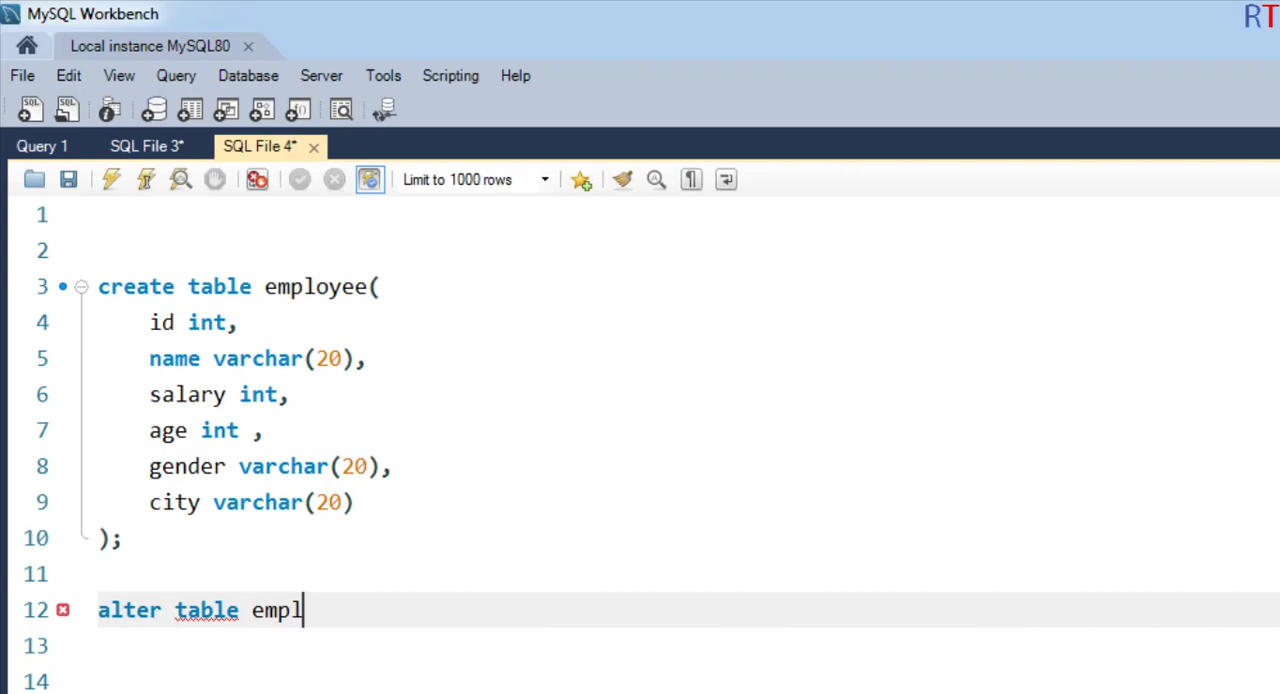 MySQL Workbench
RT
Local instance MySQL80
File Edit View Query Database Server Tools Scripting Help
Query 1 SQL File 3* SQL File 4*
Limit to 1000 rows
1
2
3 create table employee(
4 id int,
5 name varchar(20),
6 salary int,
7 age int ,
8 gender varchar(20),
9 city varchar(20)
10 );
11
12 alter table empl
13
14